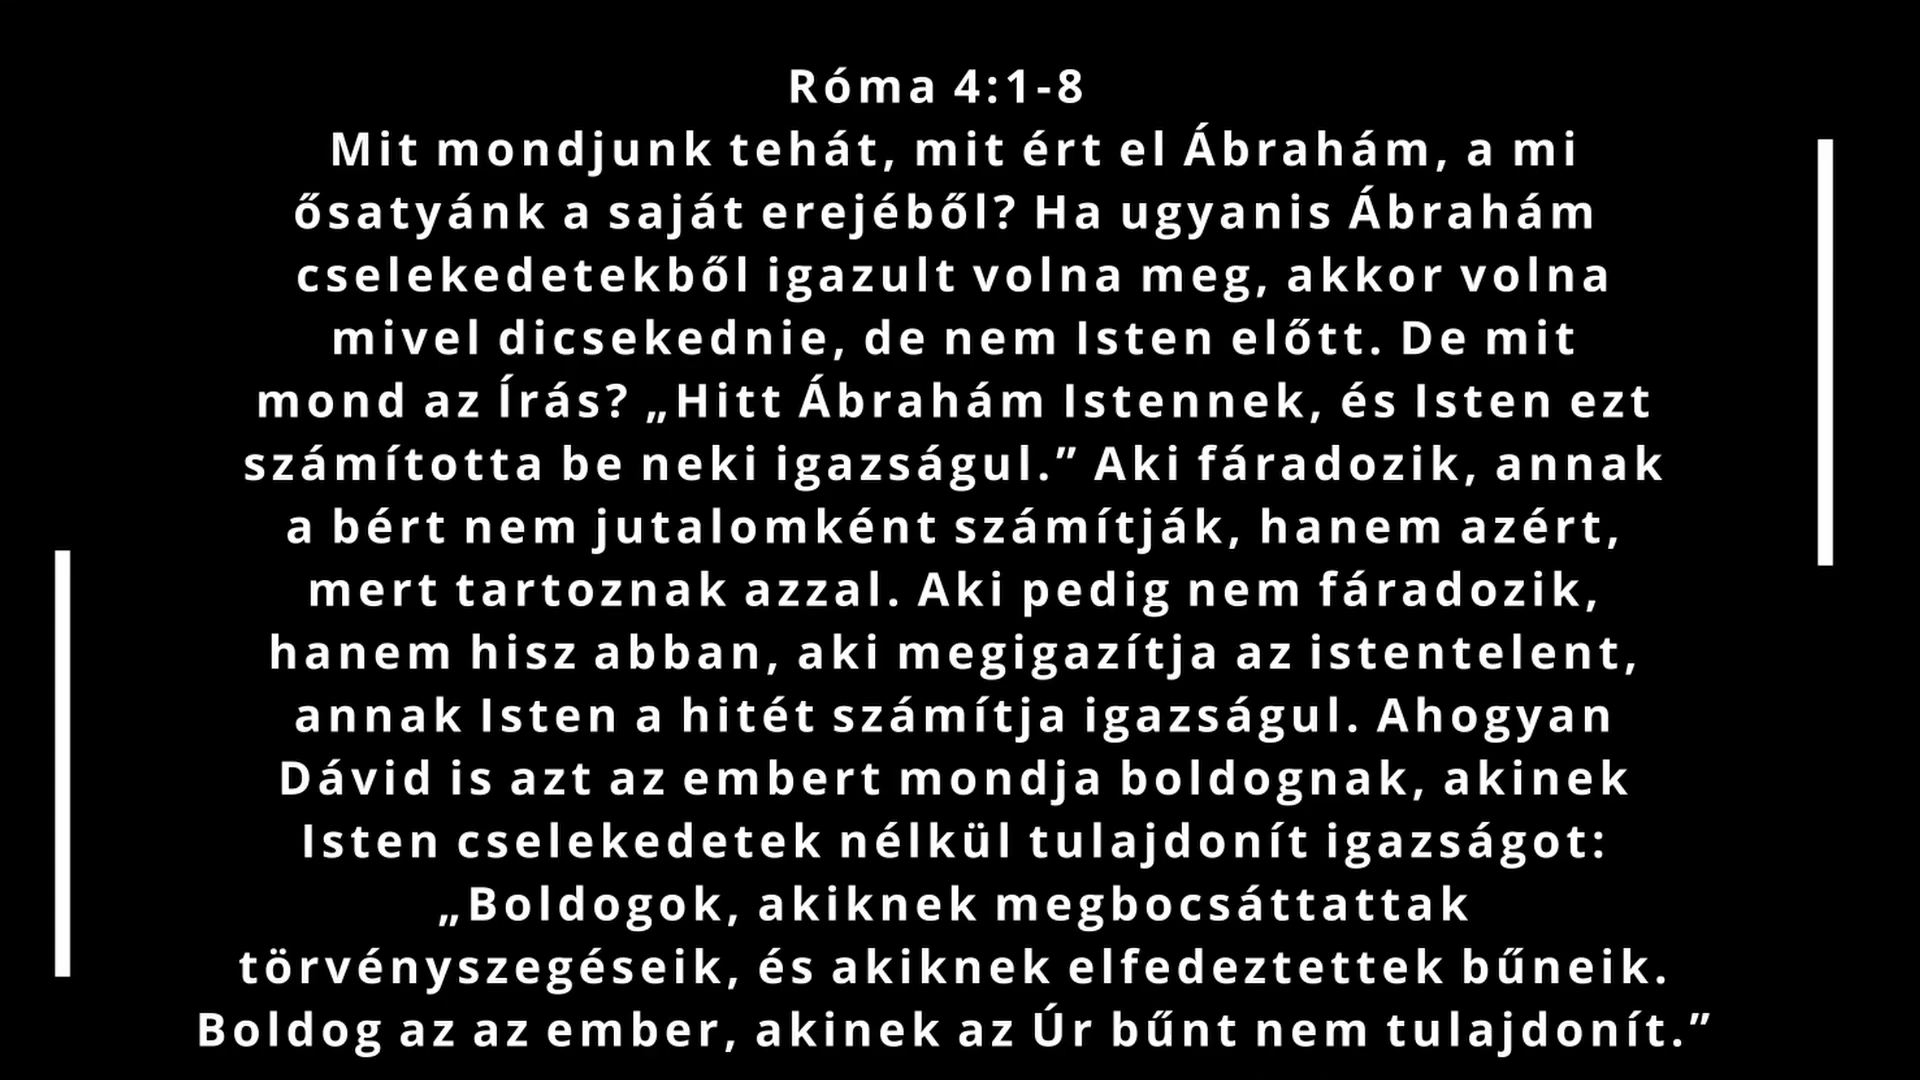 Róma 4:1-8
Mit mondjunk tehát, mit ért el Ábrahám, a mi
ősatyánk a saját erejéből? Ha ugyanis Ábrahám
cselekedetekből igazult volna meg, akkor volna
mivel dicsekednie, de nem Isten előtt. De mit
mond az Írás? „Hitt Ábrahám Istennek, és Isten ezt
számította be neki igazságul.” Aki fáradozik, annak
a bért nem jutalomként számítják, hanem azért,
mert tartoznak azzal. Aki pedig nem fáradozik,
hanem hisz abban, aki megigazítja az istentelent,
annak Isten a hitét számítja igazságul. Ahogyan
Dávid is azt az embert mondja boldognak, akinek
Isten cselekedetek nélkül tulajdonít igazságot:
„Boldogok, akiknek megbocsáttattak
törvényszegéseik, és akiknek elfedeztettek bűneik.
Boldog az az ember, akinek az Úr bűnt nem tulajdonít.”